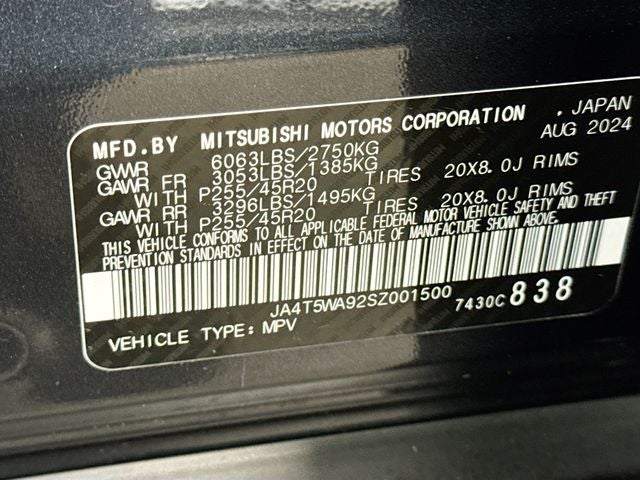 MFD.BY MITSUBISHI MOTORS CORPORATION , JAPAN
AUG 2024
GVWR 6063LBS/2750KG
GAWR FR 3053LBS/1385KG
WITH P255/45R20 TIRES 20X8.0J RIMS
GAWR RR 3296LBS/1495KG
WITH P255/45R20 TIRES 20X8.0J RIMS
THIS VEHICLE CONFORMS TO ALL APPLICABLE FEDERAL MOTOR VEHICLE SAFETY AND THEFT
PREVENTION STANDARDS IN EFFECT ON THE DATE OF MANUFACTURE SHOWN ABOVE.
JA4T5WA92SZ001500 7430C 838
VEHICLE TYPE: MPV